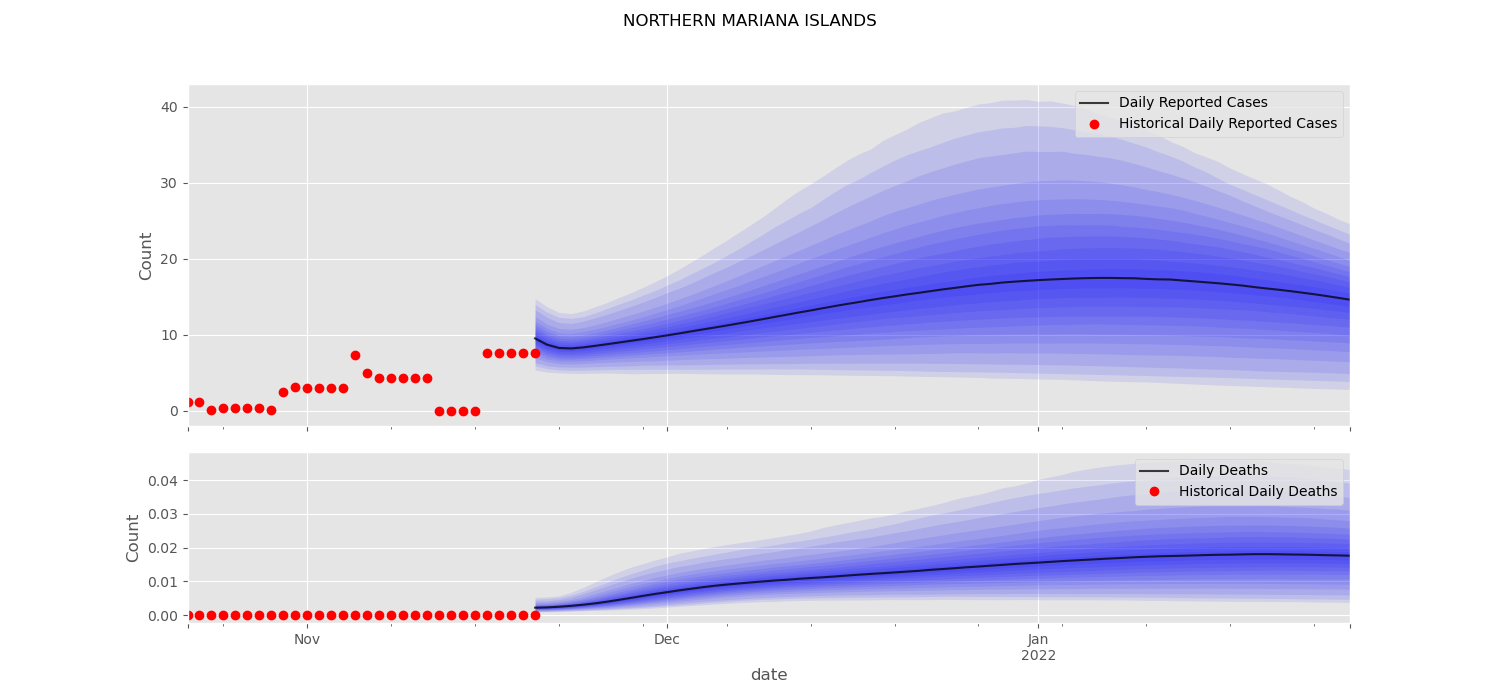 NORTHERN MARIANA ISLANDS
Count
40
30
20
10
0
Daily Reported Cases
Historical Daily Reported Cases
Count
0.04
0.03
0.02
0.01
0.00
Daily Deaths
Historical Daily Deaths
Nov
Dec
Jan
2022
date